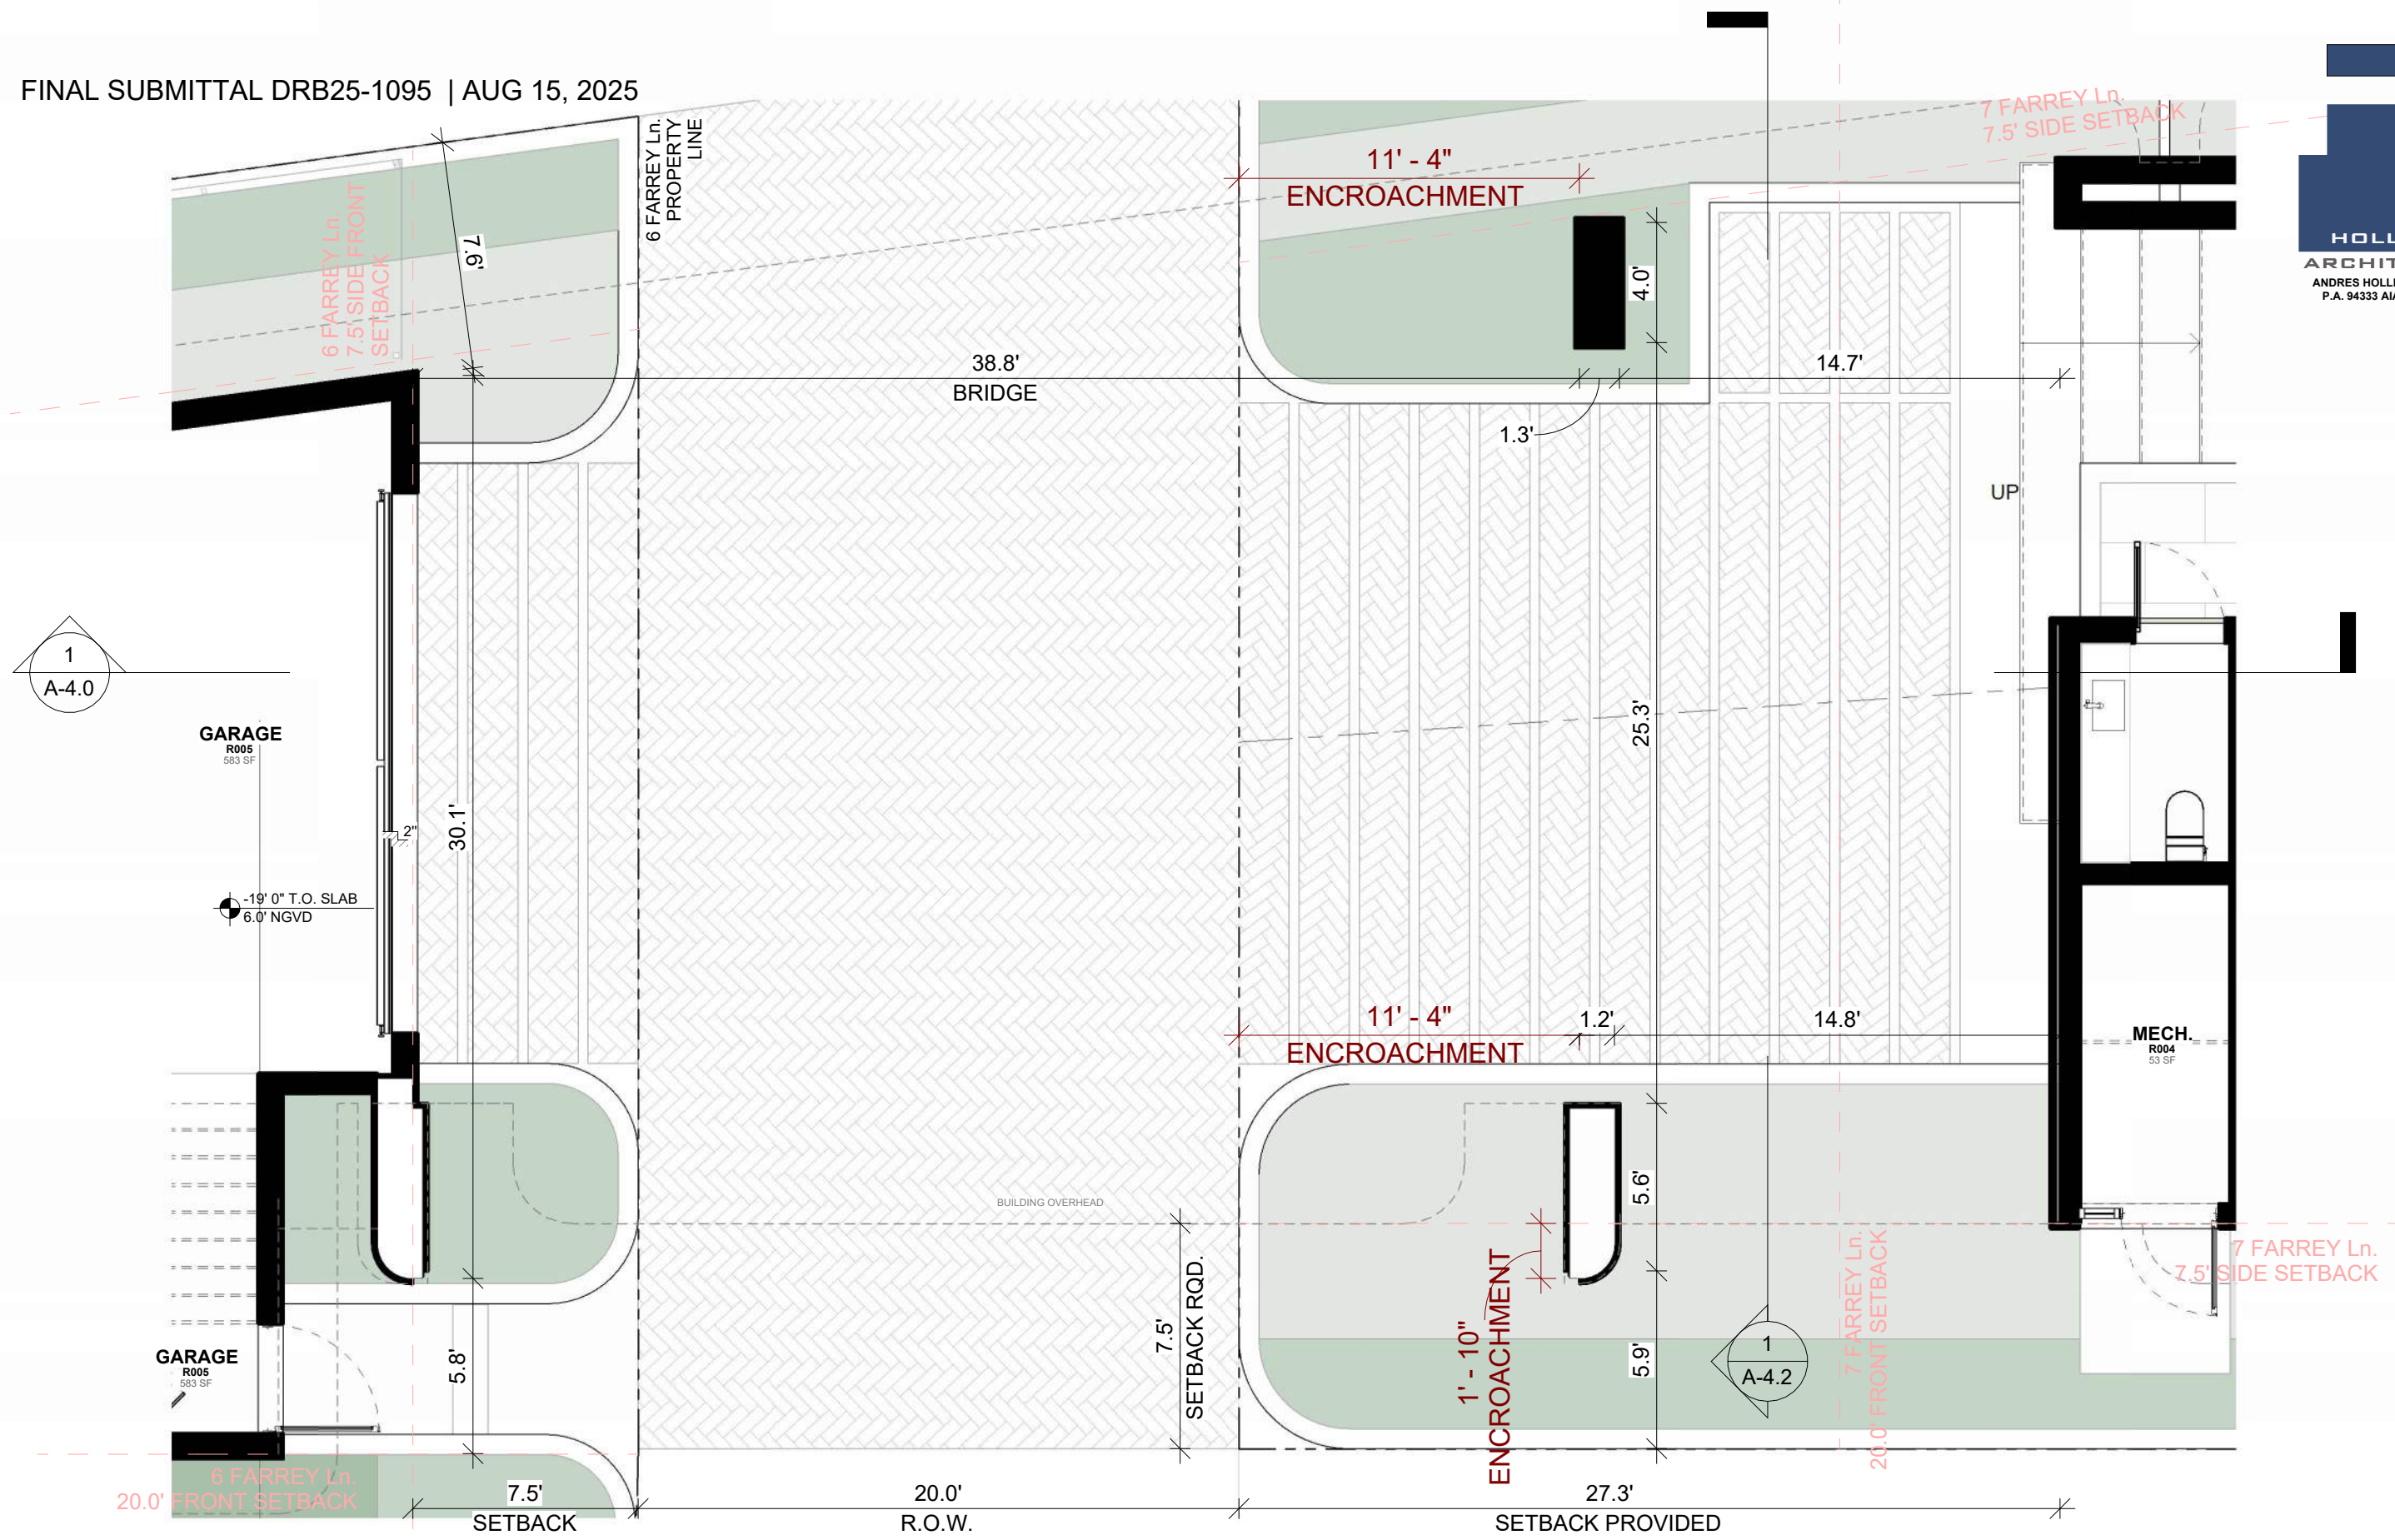 FINAL SUBMITTAL DRB25-1095 | AUG 15, 2025
6 FARREY Ln.
PROPERTY
LINE
7 FARREY Ln.
7.5' SIDE SETBACK
11' - 4"
ENCROACHMENT
HOLL
ARCHIT
ANDRES HOLL
P.A. 94333 AIA
6 FARREY Ln.
7.5' SIDE FRONT
SETBACK
7.6'
4.0'
38.8'
BRIDGE
14.7'
1.3'
UP
1
A-4.0
GARAGE
R005
583 SF
25.3'
30.1'
2"
-19' 0" T.O. SLAB
6.0' NGVD
11' - 4"
ENCROACHMENT
1.2'
14.8'
MECH.
R004
53 SF
BUILDING OVERHEAD
5.6'
7 FARREY Ln.
7.5' SIDE SETBACK
7.5'
SETBACK RQD.
1' - 10"
ENCROACHMENT
5.9'
1
A-4.2
7 FARREY Ln.
20.0' FRONT SETBACK
GARAGE
R005
583 SF
5.8'
6 FARREY Ln.
20.0' FRONT SETBACK
7.5'
SETBACK
20.0'
R.O.W.
27.3'
SETBACK PROVIDED